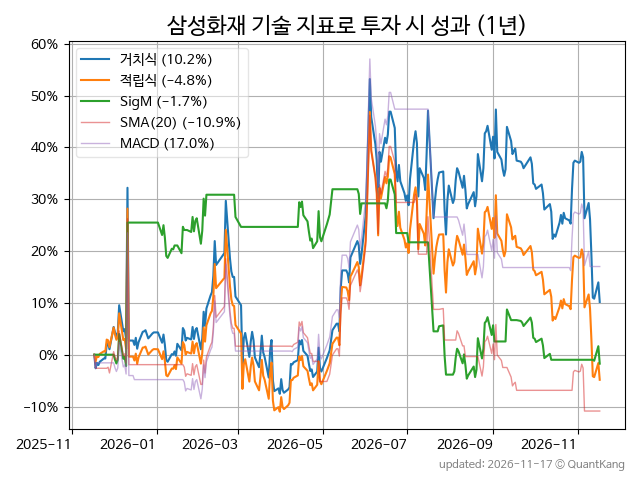 삼성화재 기술 지표로 투자 시 성과 (1년)
60%
50%
40%
30%
20%
10%
0%
−10%
거치식 (10.2%)
적립식 (−4.8%)
SigM (−1.7%)
SMA(20) (−10.9%)
MACD (17.0%)
2025-11
2026-01
2026-03
2026-05
2026-07
2026-09
2026-11
updated: 2026-11-17 © QuantKang